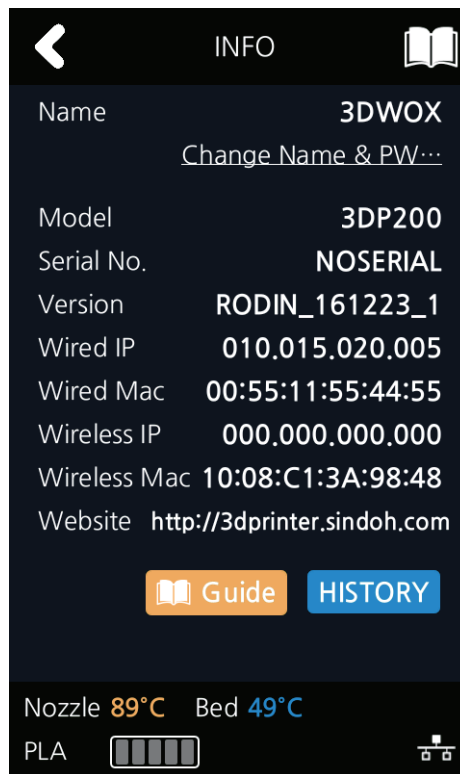 INFO
Name 3DWOX
Change Name & PW···
Model 3DP200
Serial No. NOSERIAL
Version RODIN_161223_1
Wired IP 010.015.020.005
Wired Mac 00:55:11:55:44:55
Wireless IP 000.000.000.000
Wireless Mac 10:08:C1:3A:98:48
Website http://3dprinter.sindoh.com
Guide HISTORY
Nozzle 89°C Bed 49°C
PLA